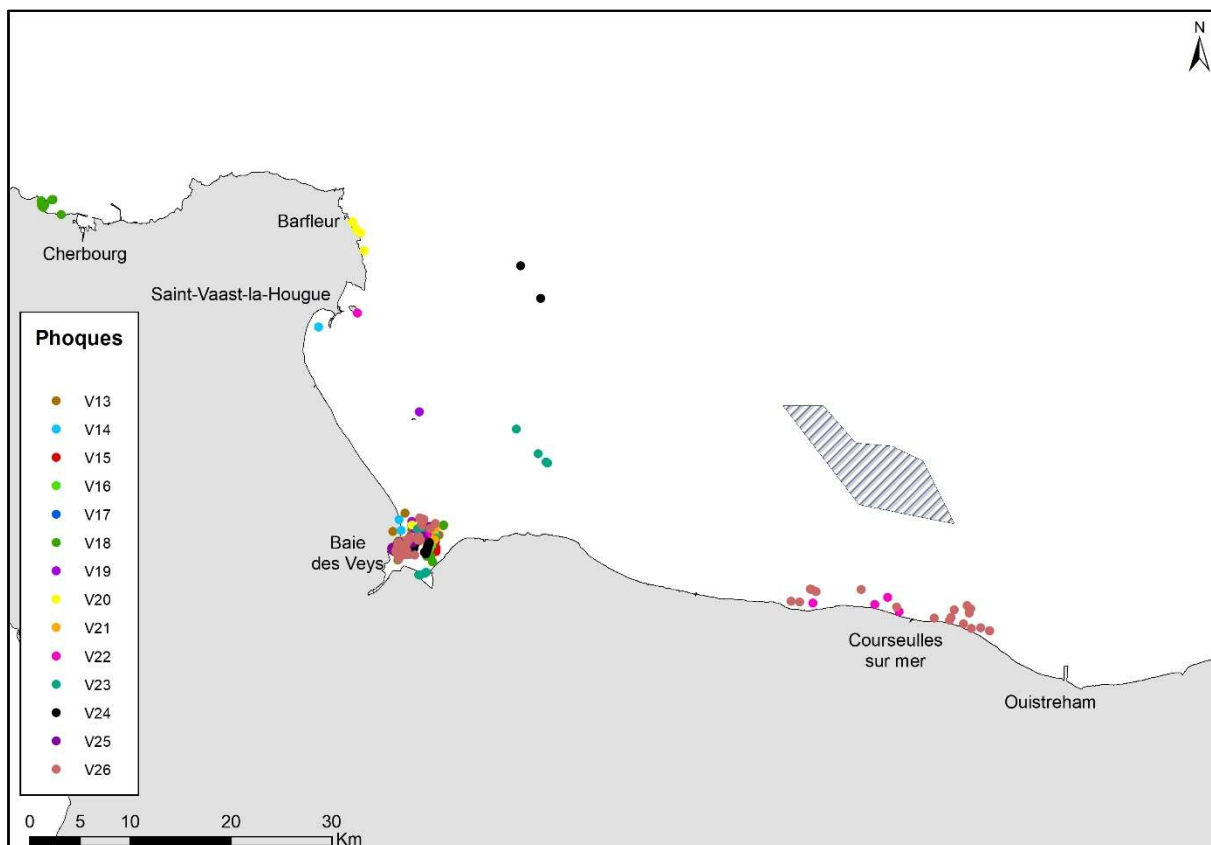 N
Barfleur
Cherbourg
Saint-Vaast-la-Hougue
Phoques
V13
V14
V15
V16
V17
V18
V19
V20
V21
V22
V23
V24
V25
V26
Baie
des Veys
Courseulles
sur mer
Ouistreham
0 5 10 20 30
Km